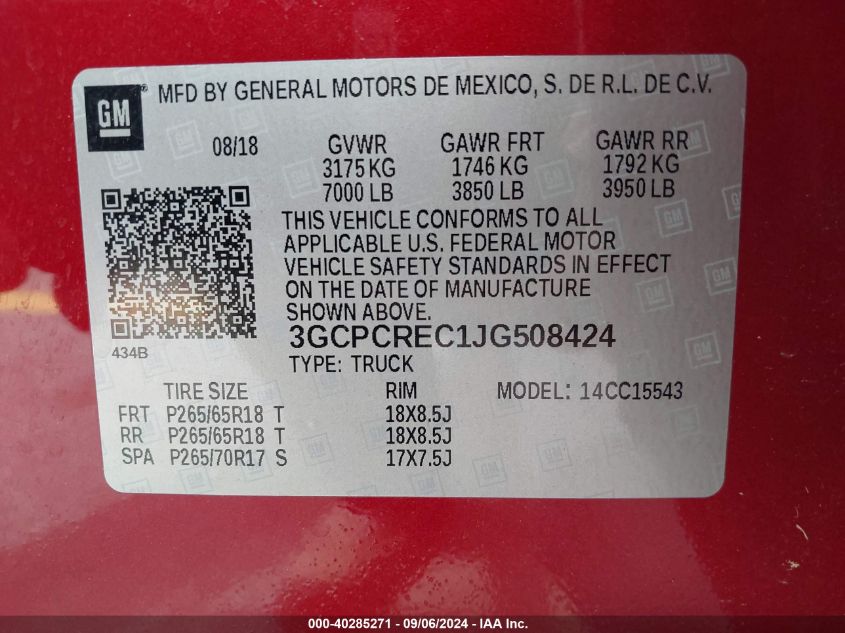 GM ® MFD BY GENERAL MOTORS DE MEXICO, S. DE R.L. DE C.V.
08/18 GVWR GAWR FRT GAWR RR
3175 KG 1746 KG 1792 KG
7000 LB 3850 LB 3950 LB
THIS VEHICLE CONFORMS TO ALL
APPLICABLE U.S. FEDERAL MOTOR
VEHICLE SAFETY STANDARDS IN EFFECT
ON THE DATE OF MANUFACTURE
SHOWN ABOVE.
3GCPCREC1JG508424
434B
TYPE: TRUCK
TIRE SIZE RIM MODEL: 14CC15543
FRT P265/65R18 T 18X8.5J
RR P265/65R18 T 18X8.5J
SPA P265/70R17 S 17X7.5J
000-40285271 - 09/06/2024 - IAA Inc.